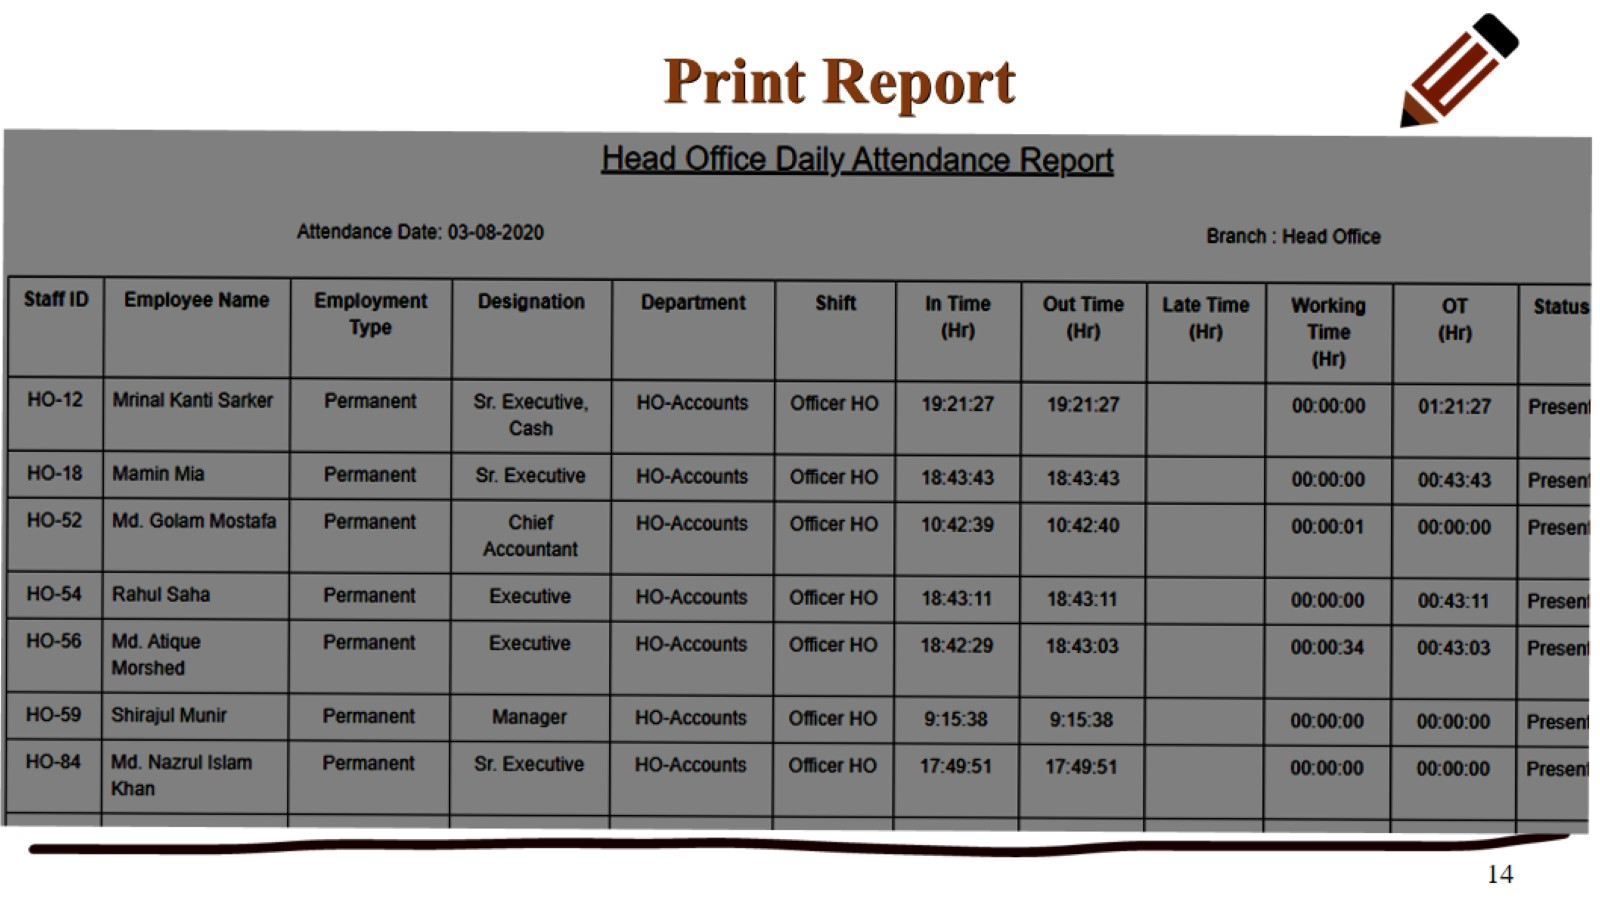 Print Report
Head Office Daily Attendance Report
Attendance Date: 03-08-2020 Branch : Head Office
Staff ID Employee Name Employment Type Designation Department Shift In Time (Hr) Out Time (Hr) Late Time (Hr) Working Time (Hr) OT (Hr) Status
HO-12 Mrinal Kanti Sarker Permanent Sr. Executive, Cash HO-Accounts Officer HO 19:21:27 19:21:27 00:00:00 01:21:27 Present
HO-18 Mamin Mia Permanent Sr. Executive HO-Accounts Officer HO 18:43:43 18:43:43 00:00:00 00:43:43 Present
HO-52 Md. Golam Mostafa Permanent Chief Accountant HO-Accounts Officer HO 10:42:39 10:42:40 00:00:01 00:00:00 Present
HO-54 Rahul Saha Permanent Executive HO-Accounts Officer HO 18:43:11 18:43:11 00:00:00 00:43:11 Present
HO-56 Md. Atique Morshed Permanent Executive HO-Accounts Officer HO 18:42:29 18:43:03 00:00:34 00:43:03 Present
HO-59 Shirajul Munir Permanent Manager HO-Accounts Officer HO 9:15:38 9:15:38 00:00:00 00:00:00 Present
HO-84 Md. Nazrul Islam Khan Permanent Sr. Executive HO-Accounts Officer HO 17:49:51 17:49:51 00:00:00 00:00:00 Present
14